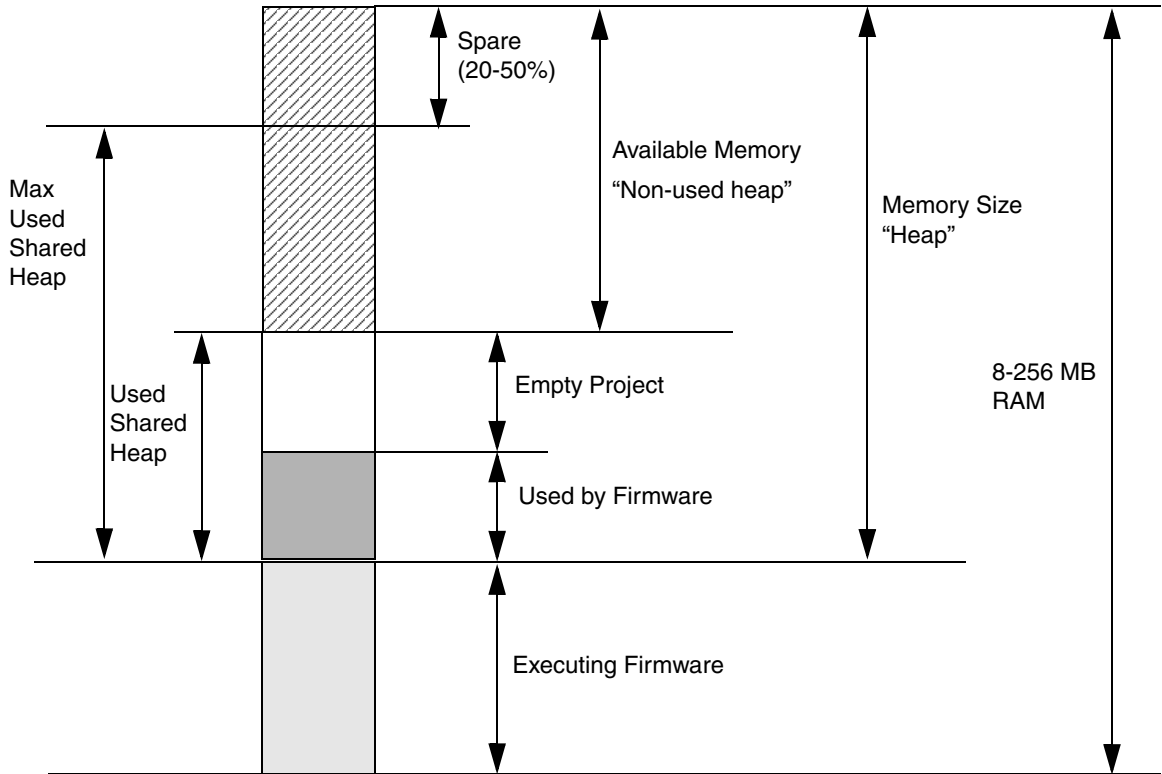 Spare
(20-50%)
Available Memory
“Non-used heap”
Max
Used
Shared
Heap
Memory Size
“Heap”
Used
Shared
Heap
Empty Project
8-256 MB
RAM
Used by Firmware
Executing Firmware